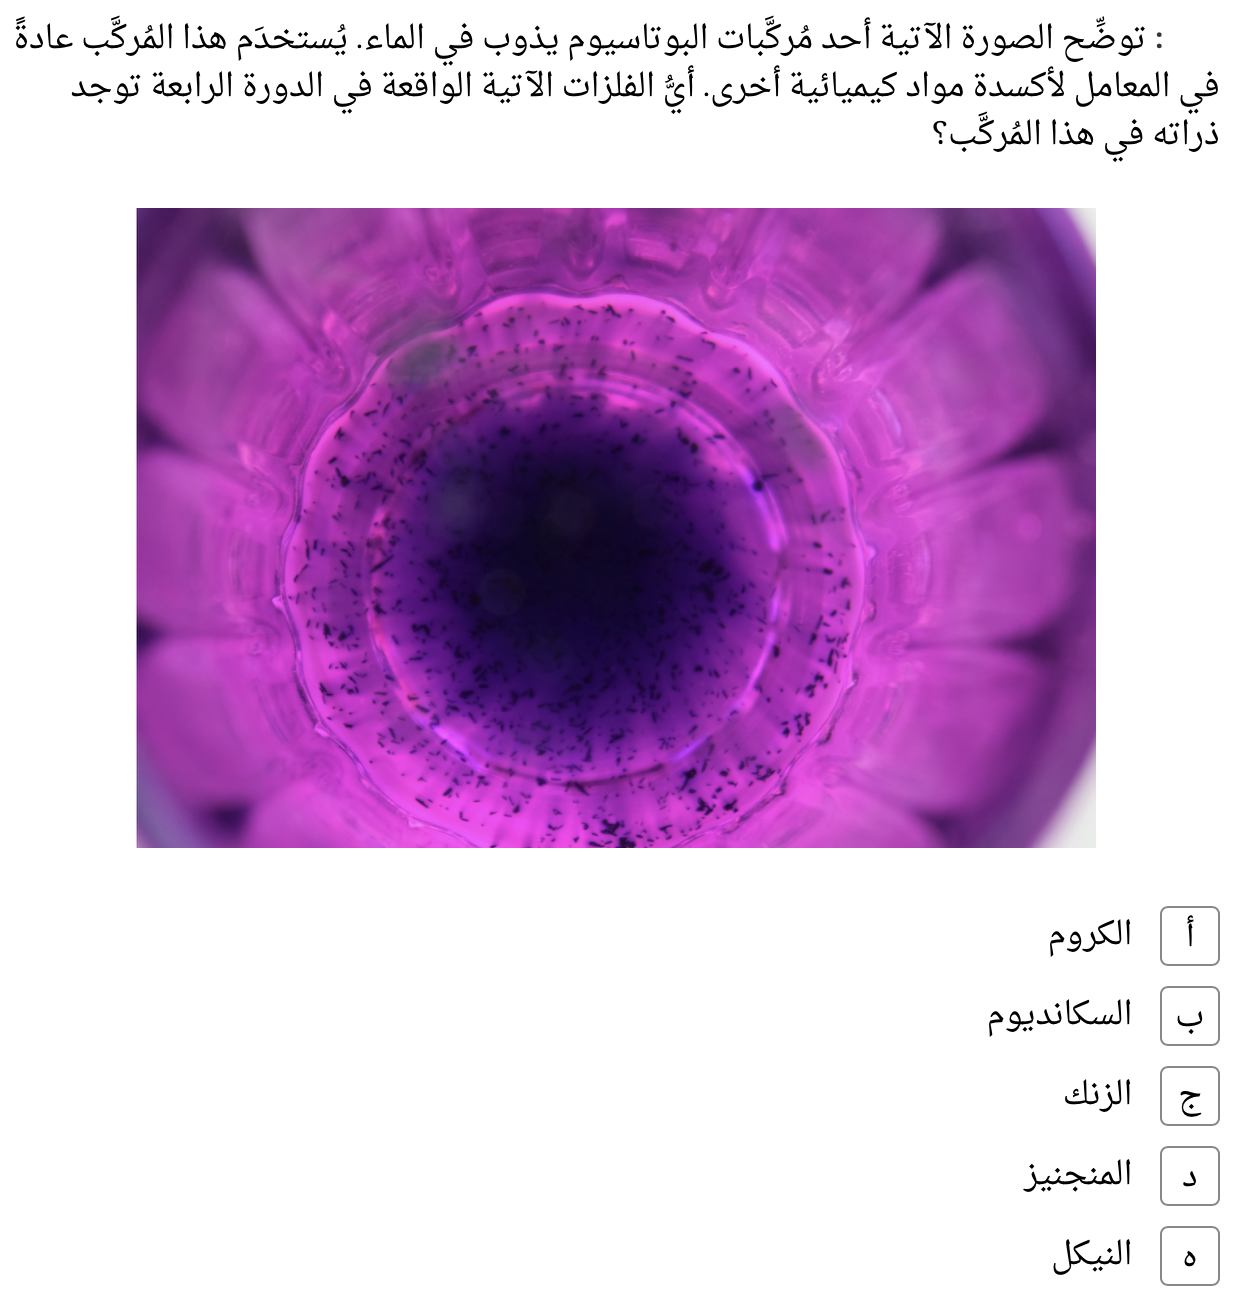 : توضِّح الصورة الآتية أحد مُركَّبات البوتاسيوم يذوب في الماء. يُستخدَم هذا المُركَّب عادةً
في المعامل لأكسدة مواد كيميائية أخرى. أيُّ الفلزات الآتية الواقعة في الدورة الرابعة توجد
ذراته في هذا المُركَّب؟
أ الكروم
ب السكانديوم
ج الزنك
د المنجنيز
ه النيكل